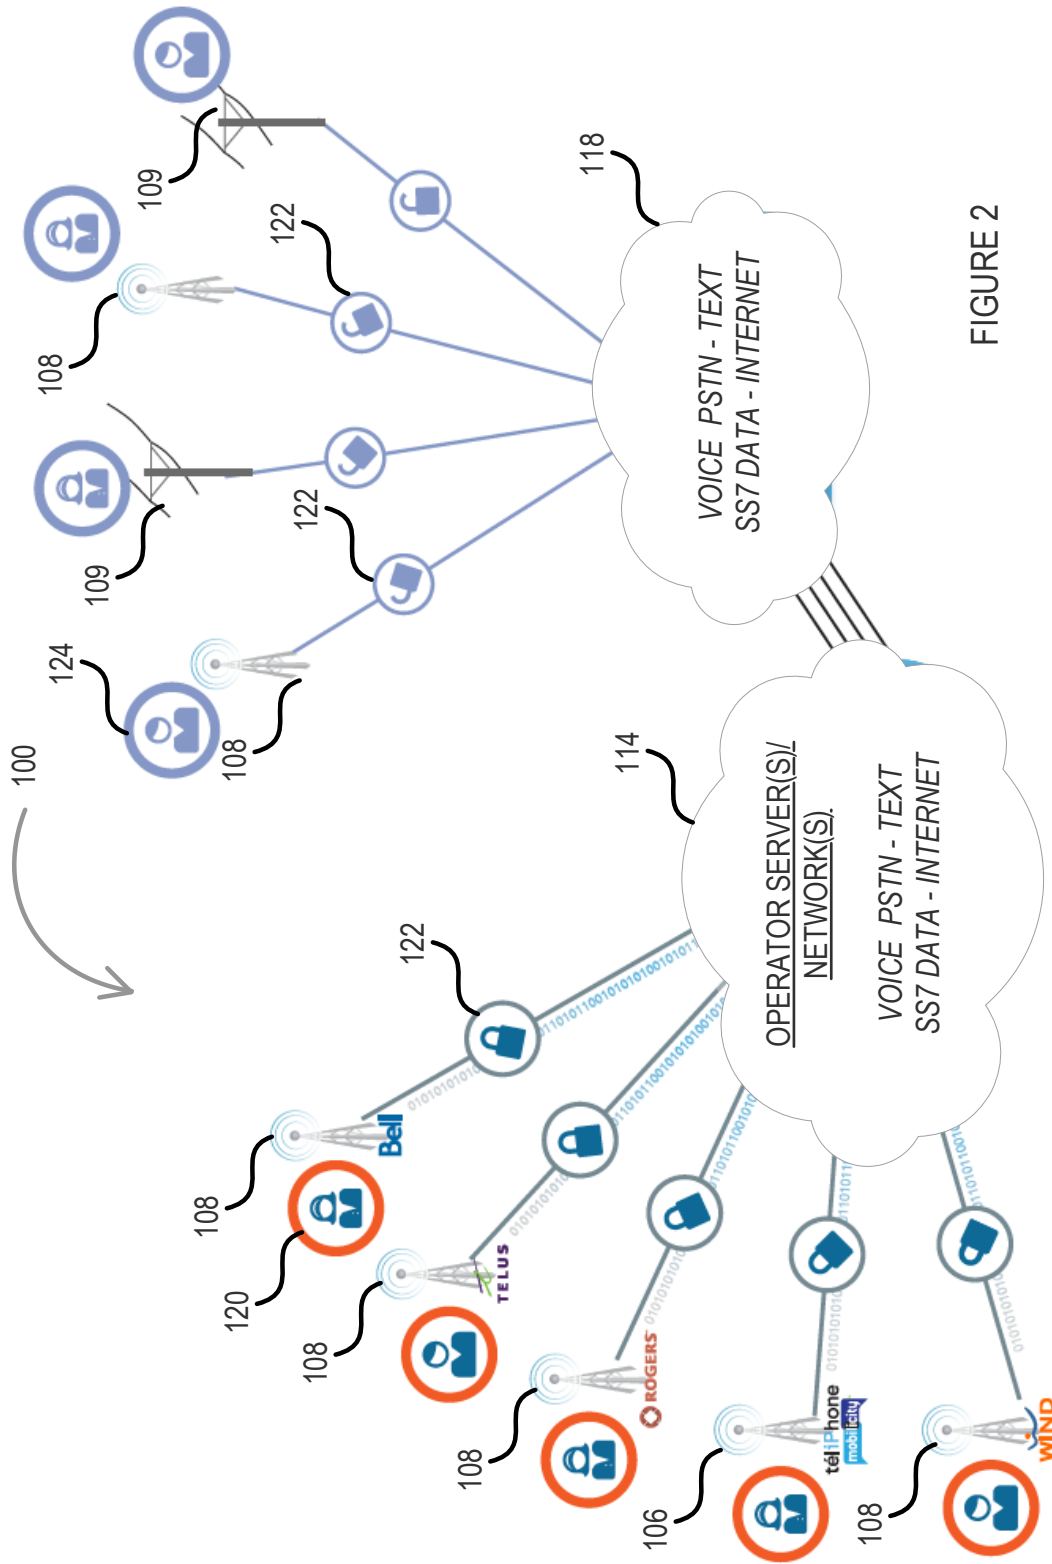 100
108
124
109
109
108
108
120
122
122
108
Bell
122
108
TELUS
118
114
ROGERS
106
VOICE PSTN - TEXT
SS7 DATA - INTERNET
OPERATOR SERVER(S)/
NETWORK(S).
tél iPhone
mobilicity
108
VOICE PSTN - TEXT
SS7 DATA - INTERNET
WIND
FIGURE 2